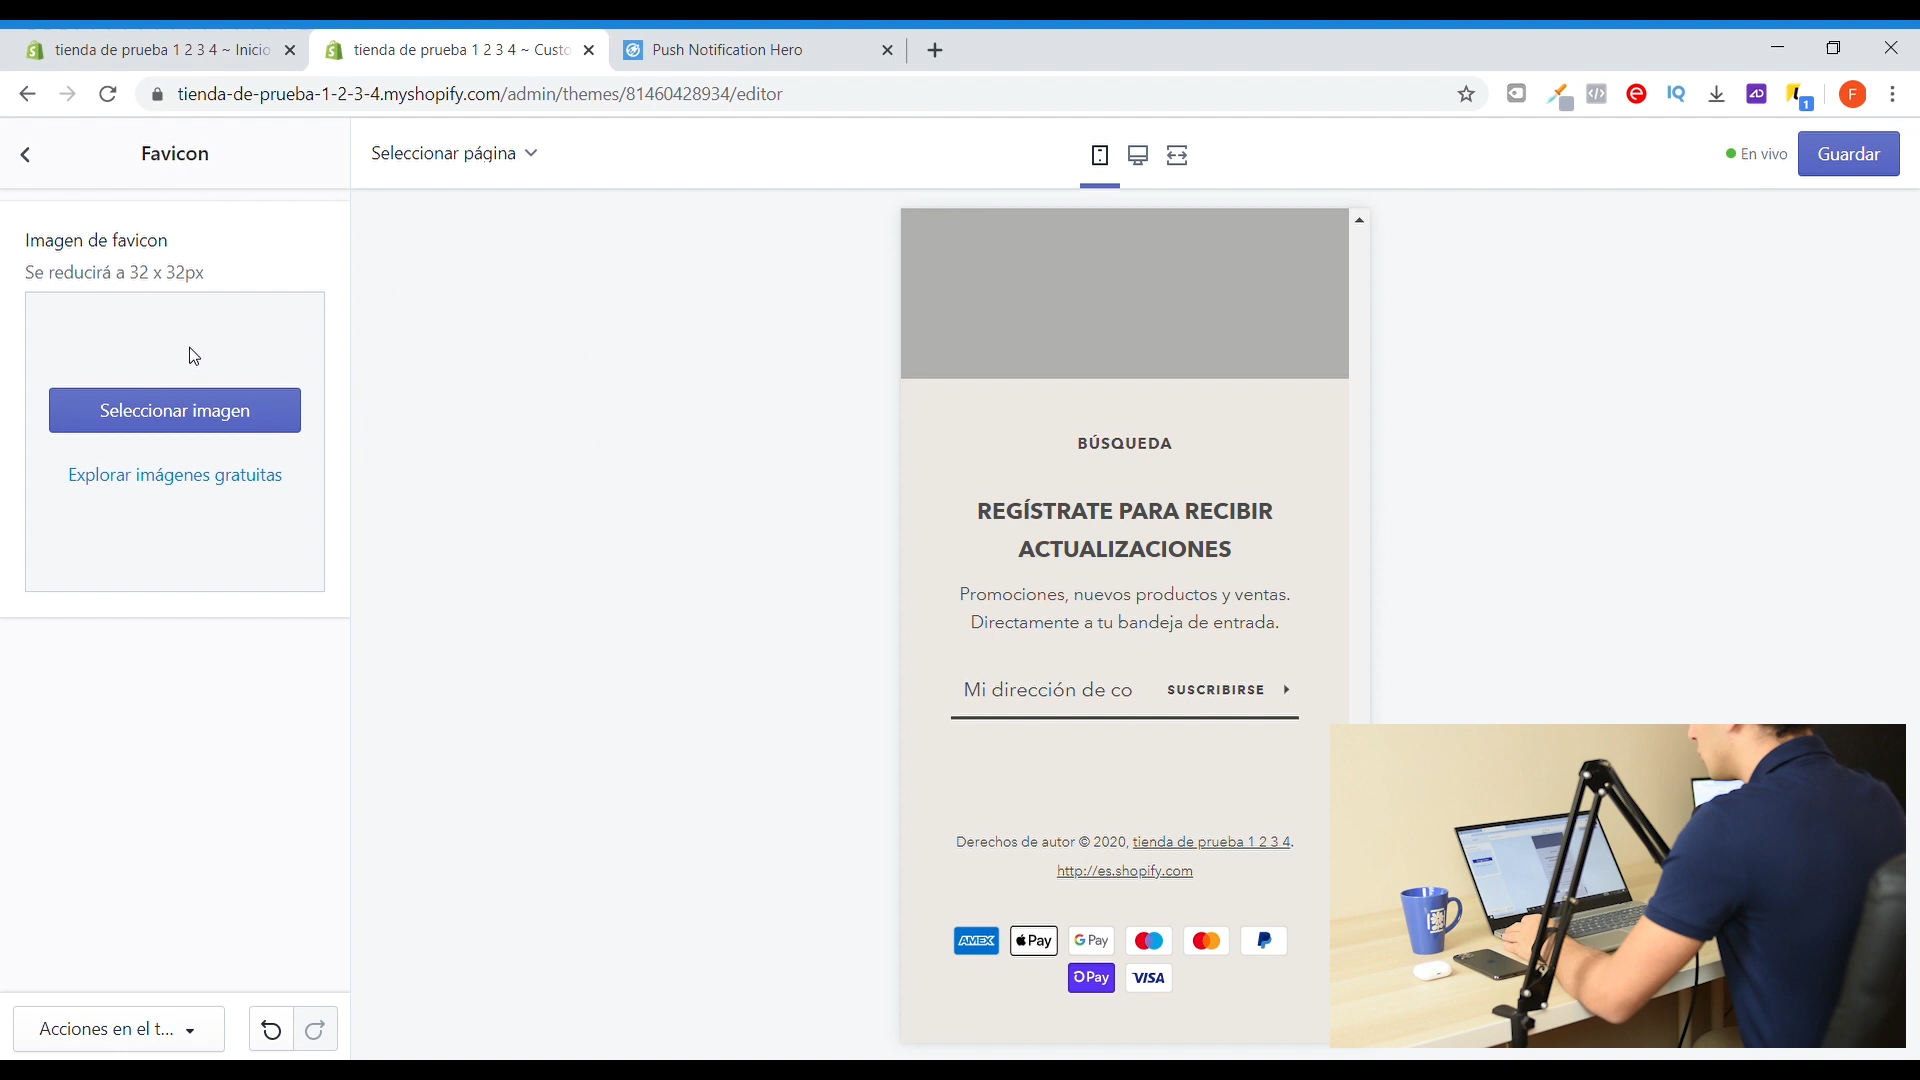 tienda de prueba 1 2 3 4 ~ Inicio
tienda de prueba 1 2 3 4 ~ Custo
Push Notification Hero
tienda-de-prueba-1-2-3-4.myshopify.com/admin/themes/81460428934/editor
IQ
1
F
Favicon
Seleccionar página
En vivo
Guardar
Imagen de favicon
Se reducirá a 32 x 32px
Seleccionar imagen
Explorar imágenes gratuitas
BÚSQUEDA
REGÍSTRATE PARA RECIBIR
ACTUALIZACIONES
Promociones, nuevos productos y ventas.
Directamente a tu bandeja de entrada.
Mi dirección de co
SUSCRIBIRSE
Derechos de autor © 2020, tienda de prueba 1 2 3 4.
http://es.shopify.com
AMEX
Pay
G Pay
Pay
VISA
Acciones en el t...